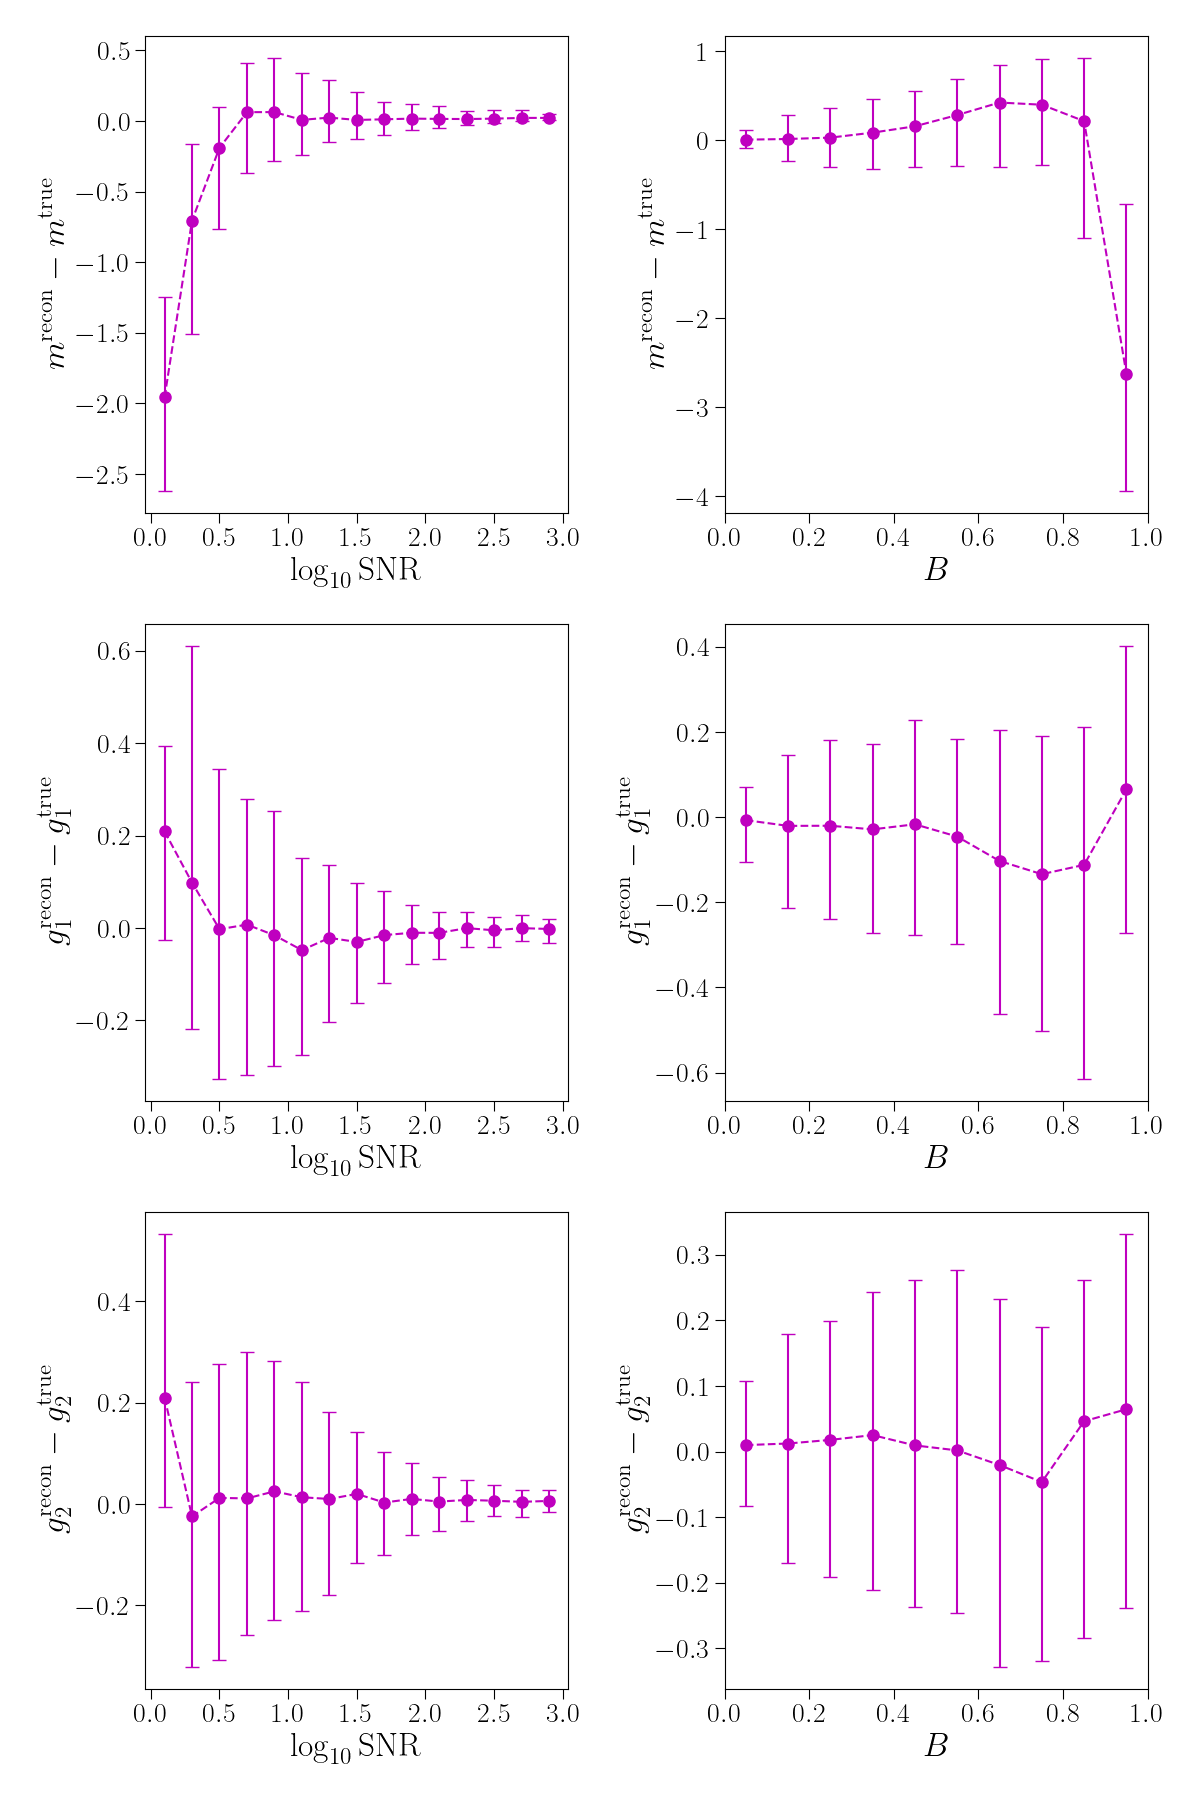 0.5
0.0
−0.5
−1.0
−1.5
−2.0
−2.5
m^recon − m^true
0.0 0.5 1.0 1.5 2.0 2.5 3.0
log₁₀ SNR
1
0
−1
−2
−3
−4
m^recon − m^true
0.0 0.2 0.4 0.6 0.8 1.0
B
0.6
0.4
0.2
0.0
−0.2
g₁^recon − g₁^true
0.0 0.5 1.0 1.5 2.0 2.5 3.0
log₁₀ SNR
0.4
0.2
0.0
−0.2
−0.4
−0.6
g₁^recon − g₁^true
0.0 0.2 0.4 0.6 0.8 1.0
B
0.4
0.2
0.0
−0.2
g₂^recon − g₂^true
0.0 0.5 1.0 1.5 2.0 2.5 3.0
log₁₀ SNR
0.3
0.2
0.1
0.0
−0.1
−0.2
−0.3
g₂^recon − g₂^true
0.0 0.2 0.4 0.6 0.8 1.0
B